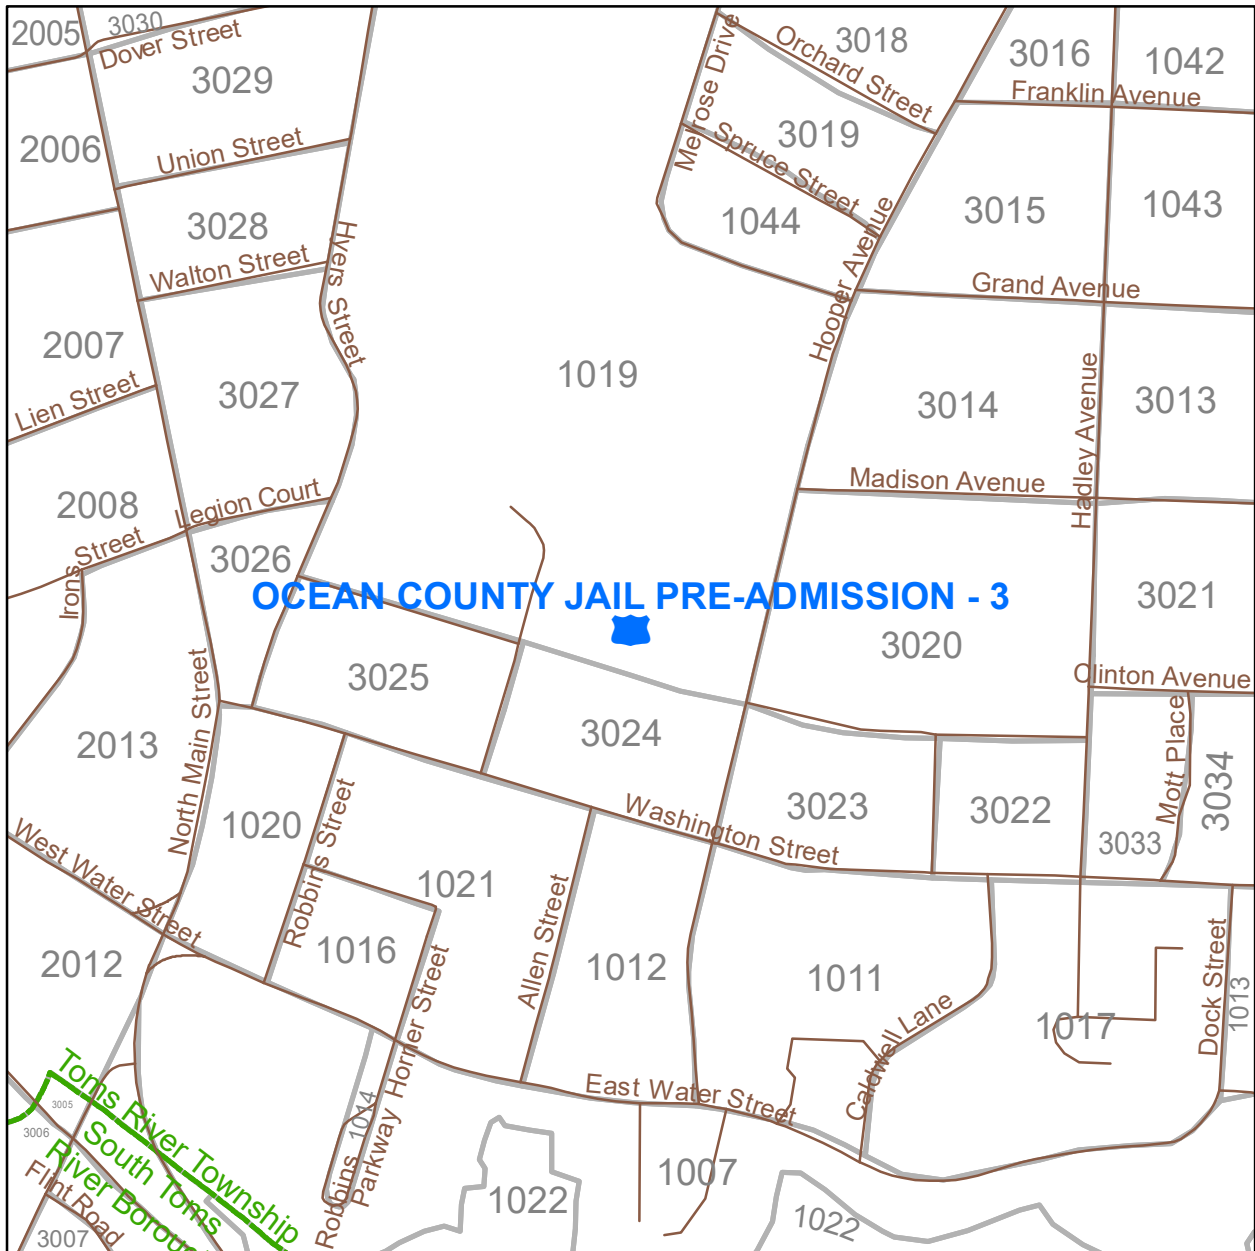 2005
3030
Dover Street
3029
Melrose Drive
Orchard Street
3018
3016
1042
Franklin Avenue
2006
Union Street
3019
Spruce Street
3028
Walton Street
Hyers Street
1044
Hooper Avenue
3015
1043
Grand Avenue
2007
Lien Street
3027
1019
3014
Hadley Avenue
3013
Madison Avenue
2008
Legion Court
Irons Street
3026
OCEAN COUNTY JAIL PRE-ADMISSION - 3
3021
3020
3025
Clinton Avenue
2013
North Main Street
3024
Mott Place
3034
3023
3022
3033
Washington Street
1020
Robbins Street
West Water Street
1021
Allen Street
1016
2012
1012
1011
Caldwell Lane
1017
Dock Street
1013
Robbins Parkway
Horner Street
1014
East Water Street
Toms River Township
South Toms
River Borough
3005
3006
Flint Road
3007
1022
1007
1022